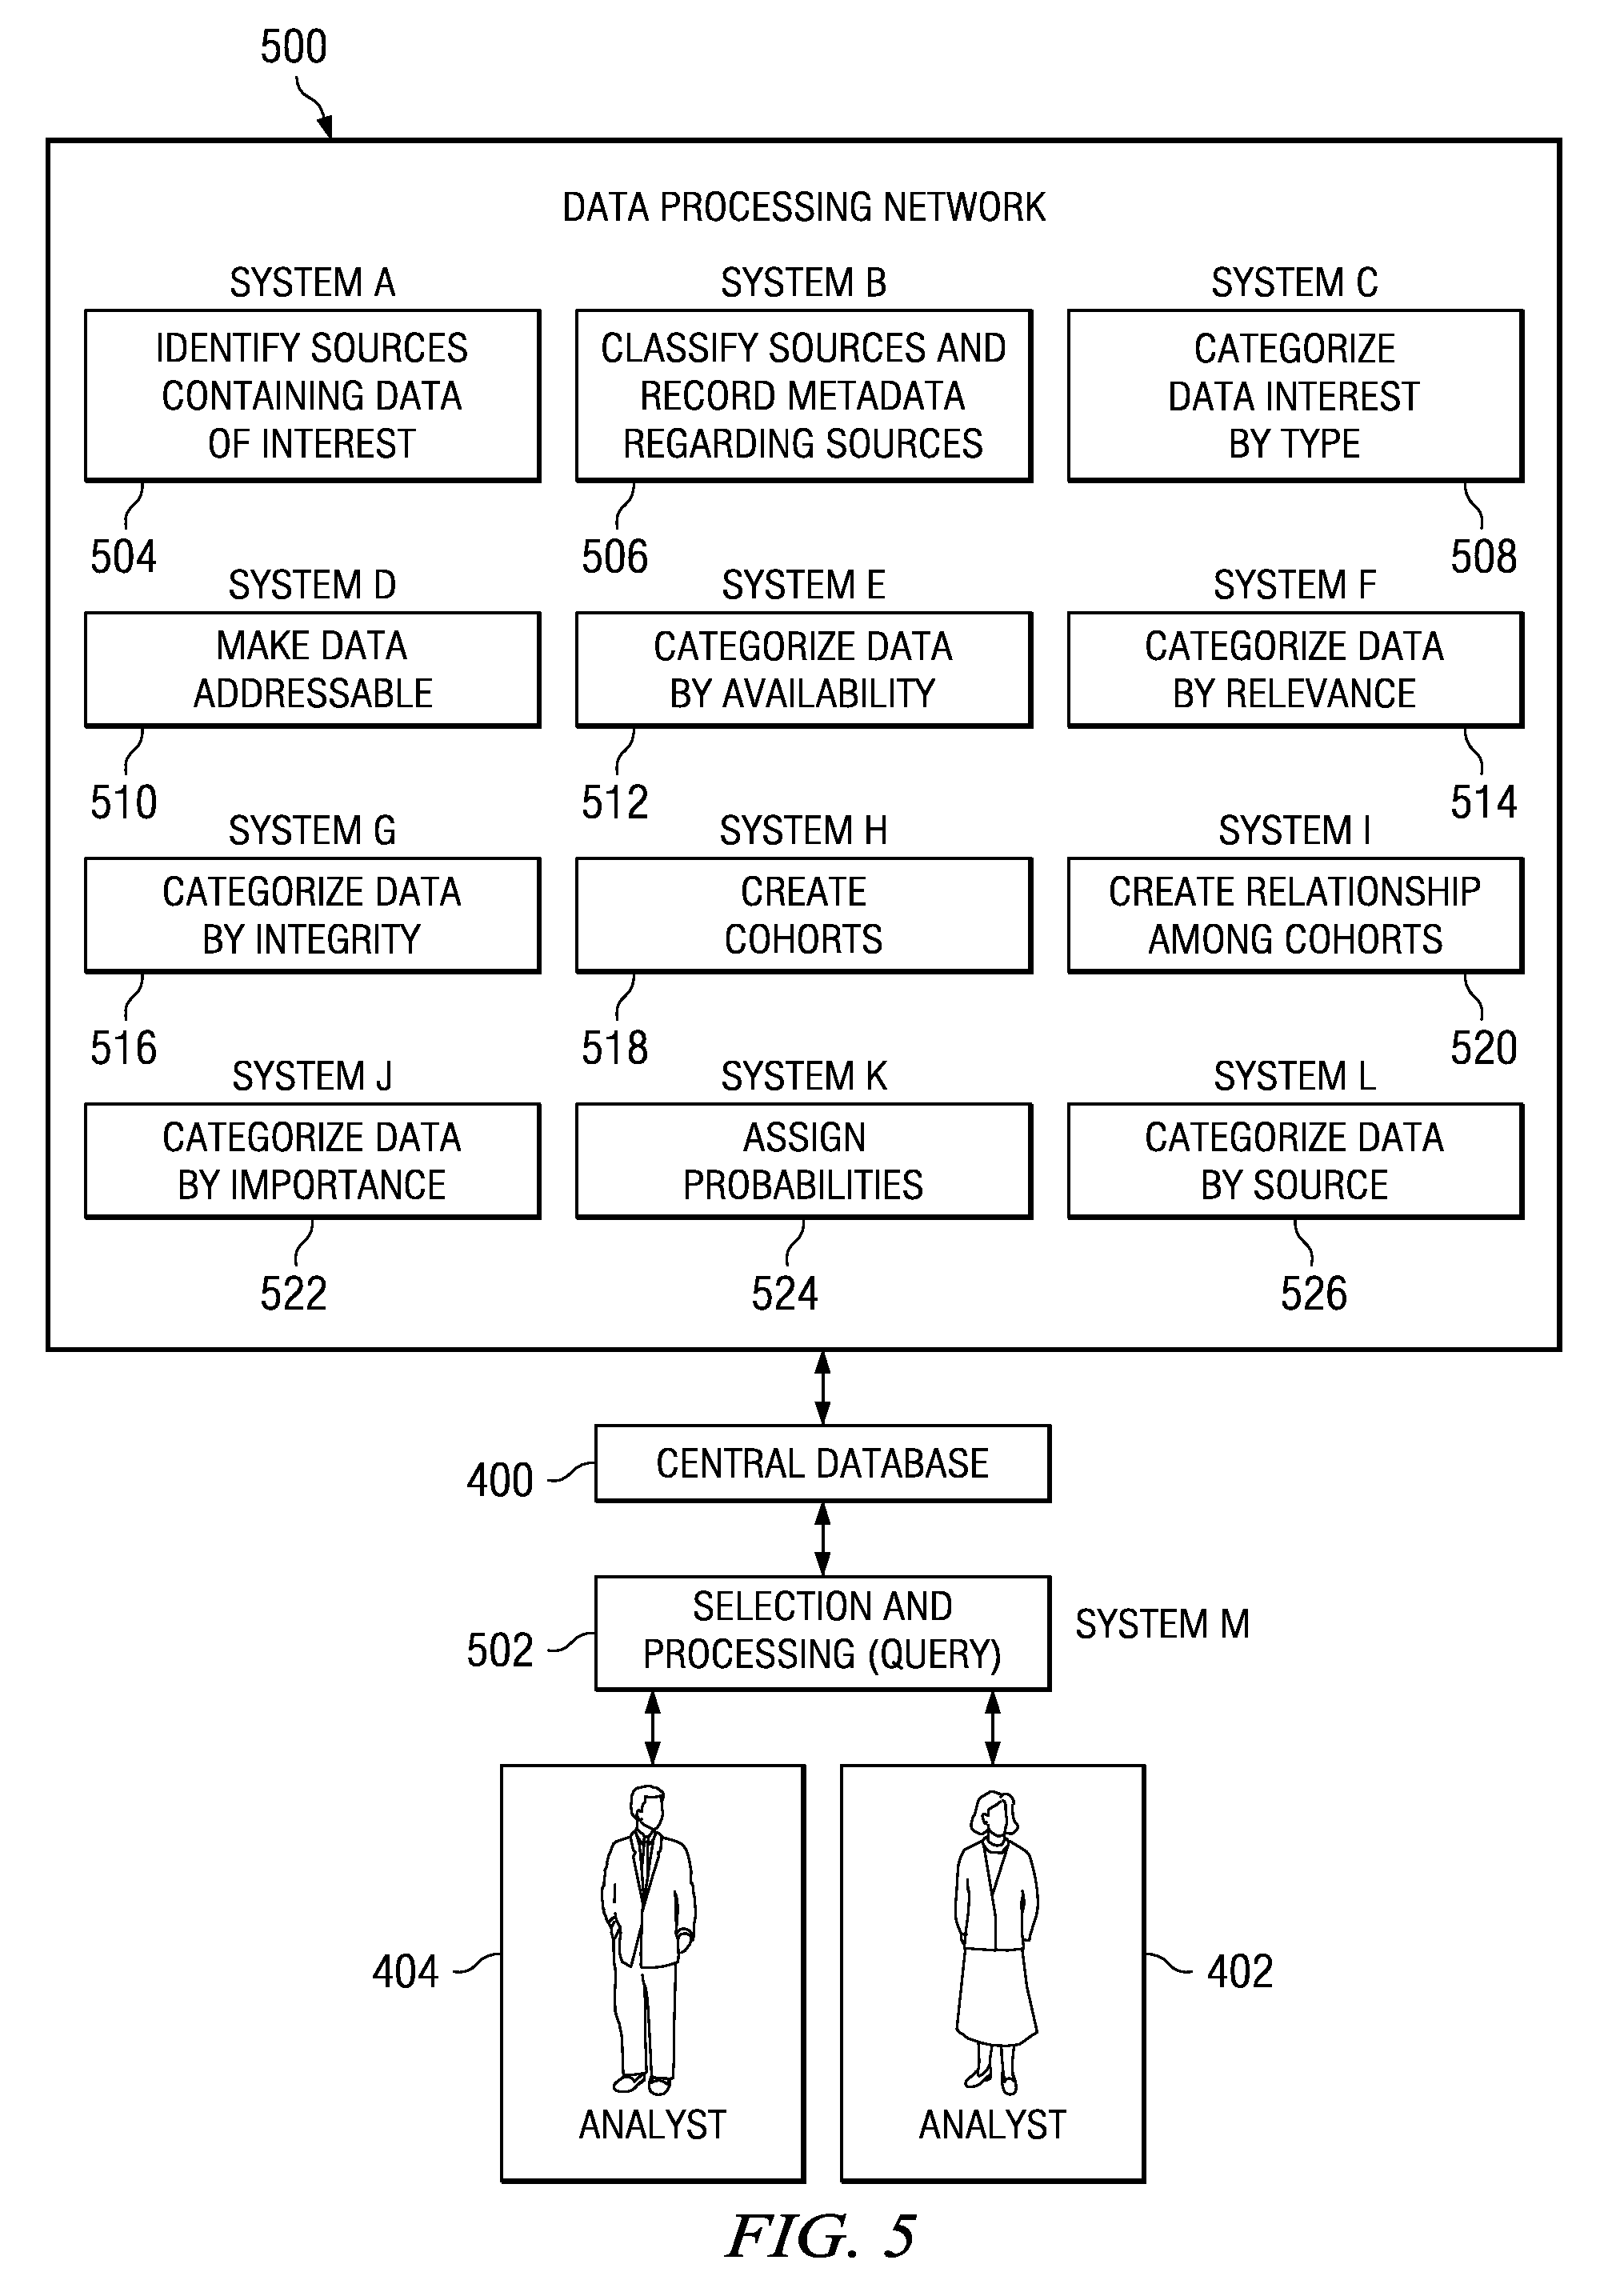 500
DATA PROCESSING NETWORK
SYSTEM A
IDENTIFY SOURCES
CONTAINING DATA
OF INTEREST
504
SYSTEM B
CLASSIFY SOURCES AND
RECORD METADATA
REGARDING SOURCES
506
SYSTEM C
CATEGORIZE
DATA INTEREST
BY TYPE
508
SYSTEM D
MAKE DATA
ADDRESSABLE
510
SYSTEM E
CATEGORIZE DATA
BY AVAILABILITY
512
SYSTEM F
CATEGORIZE DATA
BY RELEVANCE
514
SYSTEM G
CATEGORIZE DATA
BY INTEGRITY
516
SYSTEM H
CREATE
COHORTS
518
SYSTEM I
CREATE RELATIONSHIP
AMONG COHORTS
520
SYSTEM J
CATEGORIZE DATA
BY IMPORTANCE
522
SYSTEM K
ASSIGN
PROBABILITIES
524
SYSTEM L
CATEGORIZE DATA
BY SOURCE
526
400
CENTRAL DATABASE
502
SELECTION AND
PROCESSING (QUERY)
SYSTEM M
404
ANALYST
402
ANALYST
FIG. 5